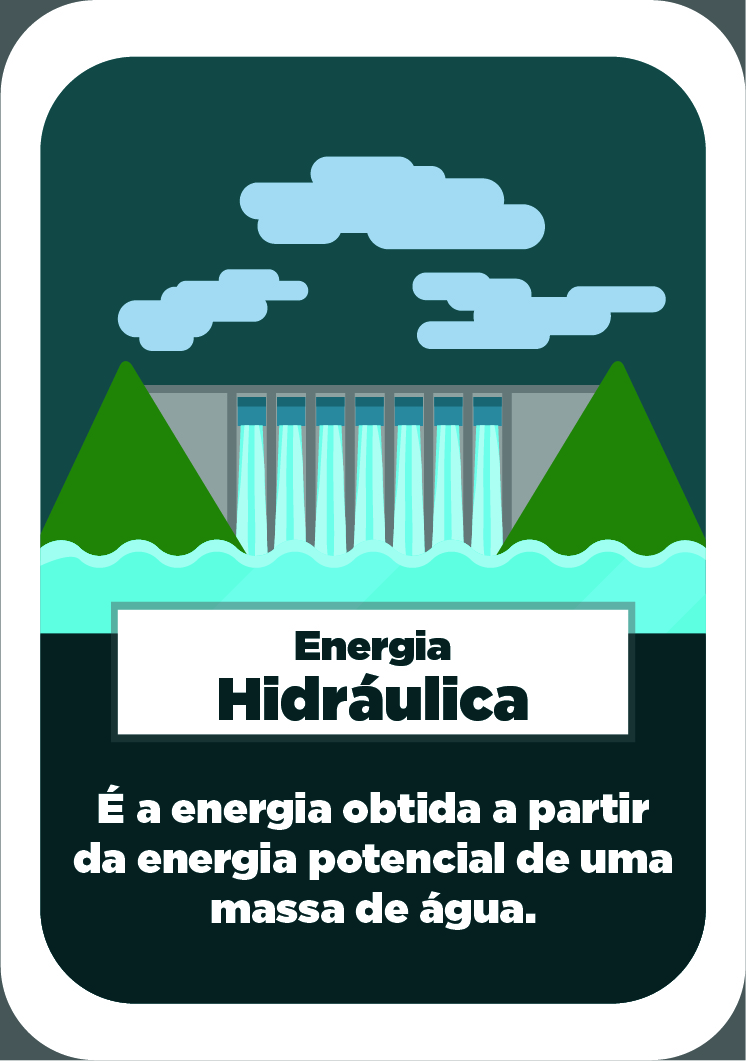 Energia
Hidráulica
É a energia obtida a partir
da energia potencial de uma
massa de água.